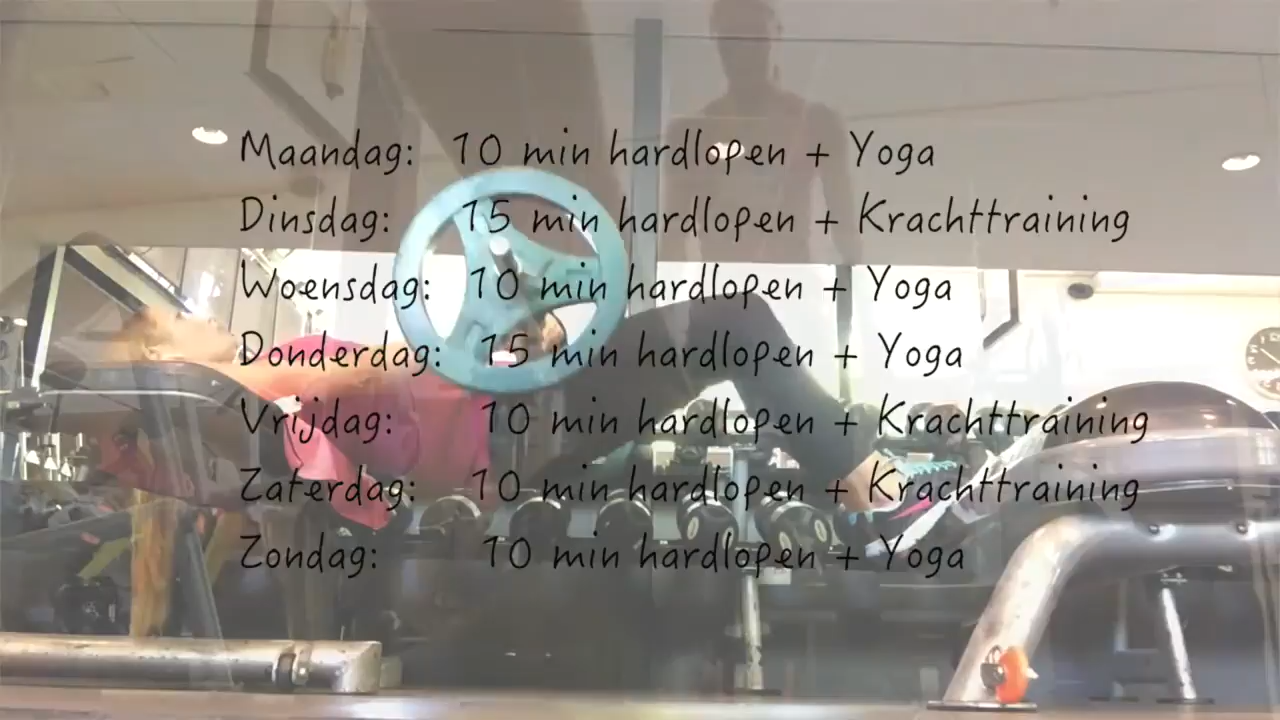 Maandag: 10 min hardlopen + Yoga
Dinsdag: 15 min hardlopen + Krachttraining
Woensdag: 10 min hardlopen + Yoga
Donderdag: 15 min hardlopen + Yoga
Vrijdag: 10 min hardlopen + Krachttraining
Zaterdag: 10 min hardlopen + Krachttraining
Zondag: 10 min hardlopen + Yoga